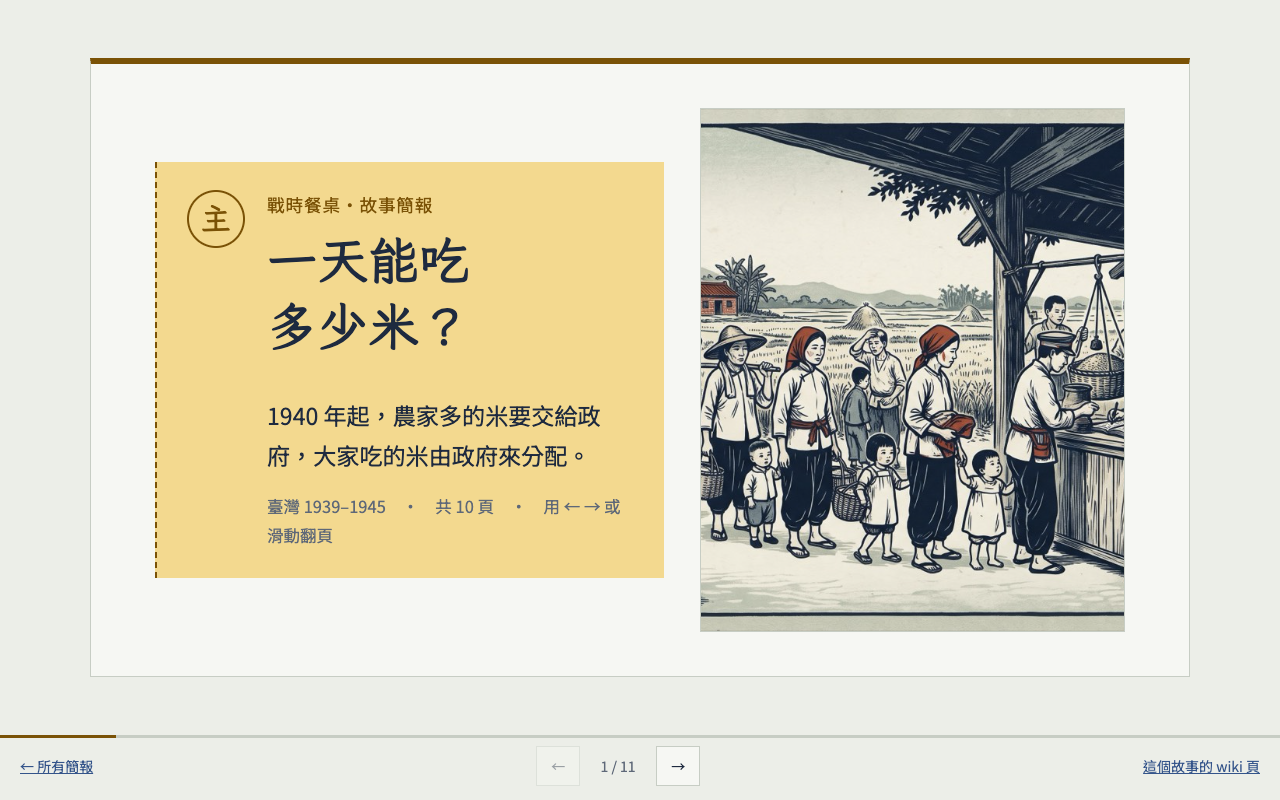 主
戰時餐桌・故事簡報
一天能吃
多少米？
1940 年起，農家多的米要交給政
府，大家吃的米由政府來分配。
臺灣 1939–1945 ・ 共 10 頁 ・ 用 ← → 或
滑動翻頁
← 所有簡報
←
1 / 11
→
這個故事的 wiki 頁